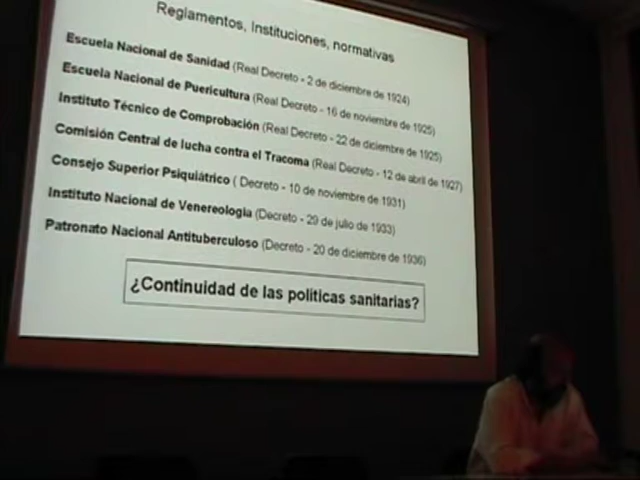 Reglamentos, Instituciones, normativas
Escuela Nacional de Sanidad (Real Decreto - 2 de diciembre de 1924)
Escuela Nacional de Puericultura (Real Decreto - 16 de noviembre de 1925)
Instituto Técnico de Comprobación (Real Decreto - 22 de diciembre de 1925)
Comisión Central de lucha contra el Tracoma (Real Decreto - 12 de abril de 1927)
Consejo Superior Psiquiátrico ( Decreto - 10 de noviembre de 1931)
Instituto Nacional de Venereología (Decreto - 29 de julio de 1933)
Patronato Nacional Antituberculoso (Decreto - 20 de diciembre de 1936)
¿Continuidad de las políticas sanitarias?